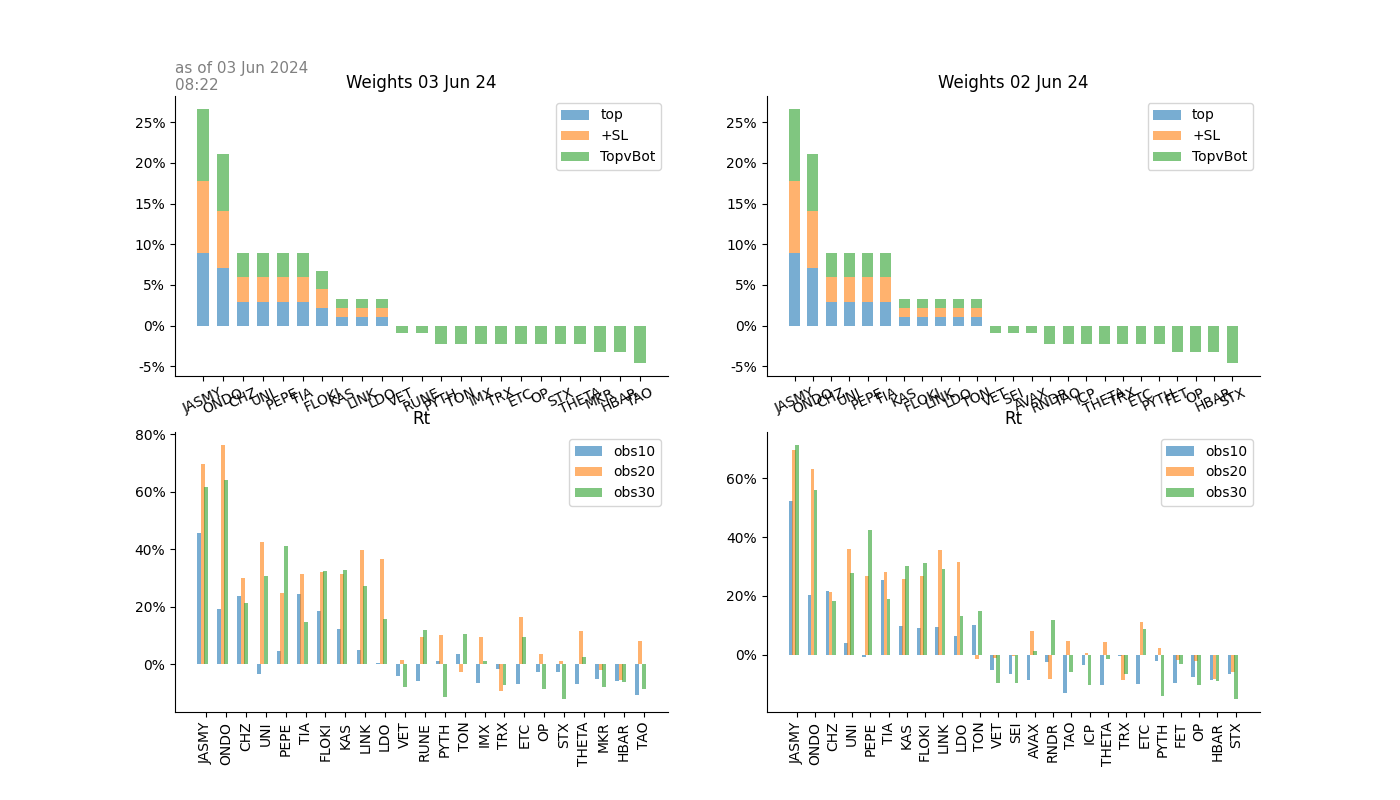 as of 03 Jun 2024
08:22
Weights 03 Jun 24
25%
20%
15%
10%
5%
0%
-5%
top
+SL
TopvBot
JASMY ONDO CHZ UNI PEPE TIA FLOKI KAS LINK LDO VET RUNE PYTH TON IMX TRX ETC OP STX THETA MKR HBAR TAO
Weights 02 Jun 24
25%
20%
15%
10%
5%
0%
-5%
top
+SL
TopvBot
JASMY ONDO CHZ UNI PEPE TIA KAS FLOKI LINK LDO TON VET SEI AVAX RNDR TAO ICP THETA TRX ETC PYTH FET OP HBAR STX
Rt
80%
60%
40%
20%
0%
obs10
obs20
obs30
JASMY ONDO CHZ UNI PEPE TIA FLOKI KAS LINK LDO VET RUNE PYTH TON IMX TRX ETC OP STX THETA MKR HBAR TAO
Rt
60%
40%
20%
0%
obs10
obs20
obs30
JASMY ONDO CHZ UNI PEPE TIA KAS FLOKI LINK LDO TON VET SEI AVAX RNDR TAO ICP THETA TRX ETC PYTH FET OP HBAR STX